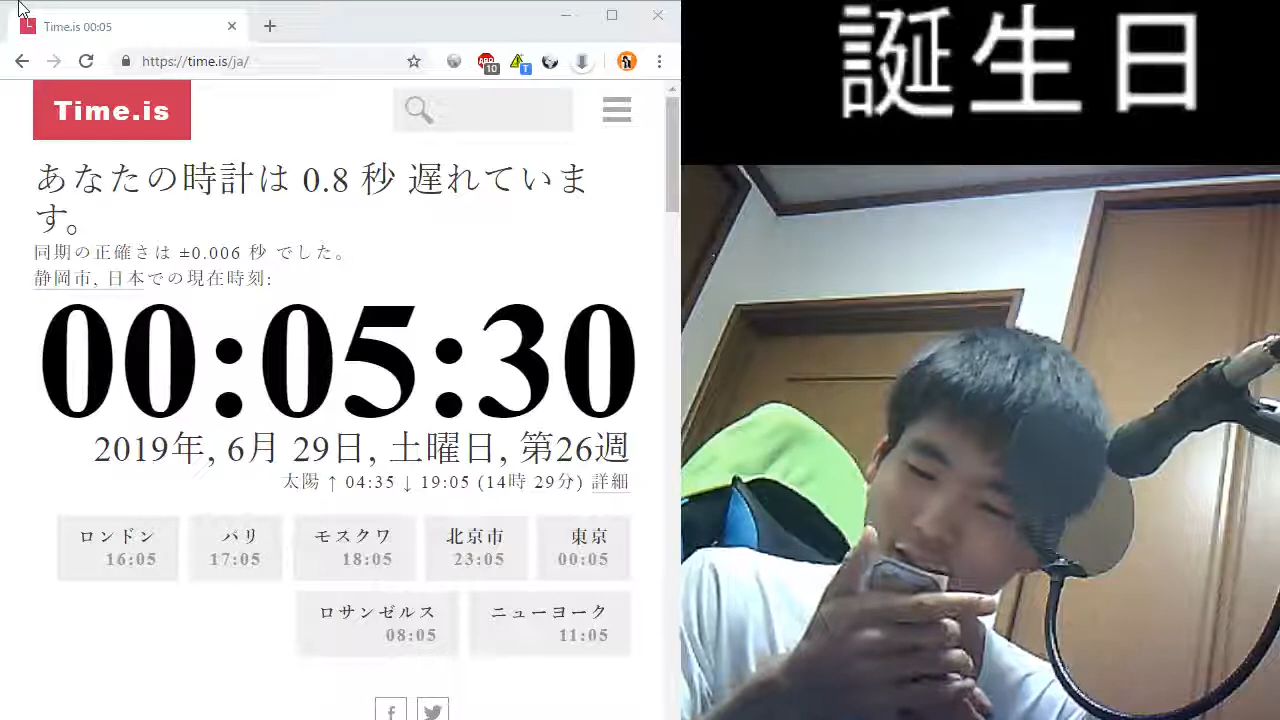 Time.is 00:05
https://time.is/ja/
ABP
10
T
Time.is
あなたの時計は 0.8 秒 遅れていま
す。
同期の正確さは ±0.006 秒 でした。
静岡市, 日本での現在時刻:
00:05:30
2019年, 6月 29日, 土曜日, 第26週
太陽 ↑ 04:35 ↓ 19:05 (14時 29分) 詳細
ロンドン
16:05
パリ
17:05
モスクワ
18:05
北京市
23:05
東京
00:05
ロサンゼルス
08:05
ニューヨーク
11:05
誕生日